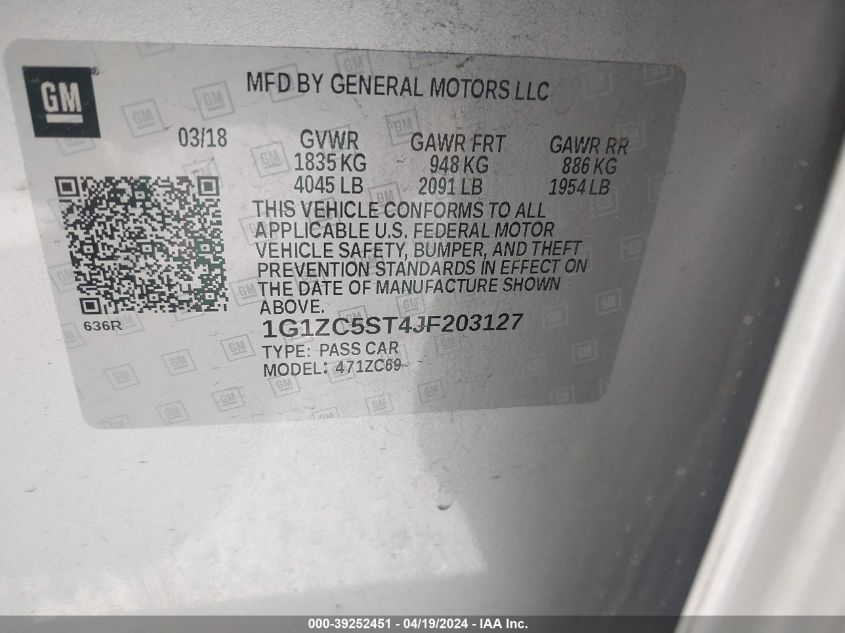 GM
MFD BY GENERAL MOTORS LLC
03/18 GVWR GAWR FRT GAWR RR
1835 KG 948 KG 886 KG
4045 LB 2091 LB 1954 LB
THIS VEHICLE CONFORMS TO ALL
APPLICABLE U.S. FEDERAL MOTOR
VEHICLE SAFETY, BUMPER, AND THEFT
PREVENTION STANDARDS IN EFFECT ON
THE DATE OF MANUFACTURE SHOWN
ABOVE.
636R
1G1ZC5ST4JF203127
TYPE: PASS CAR
MODEL: 471ZC69
000-39252451 - 04/19/2024 - IAA Inc.